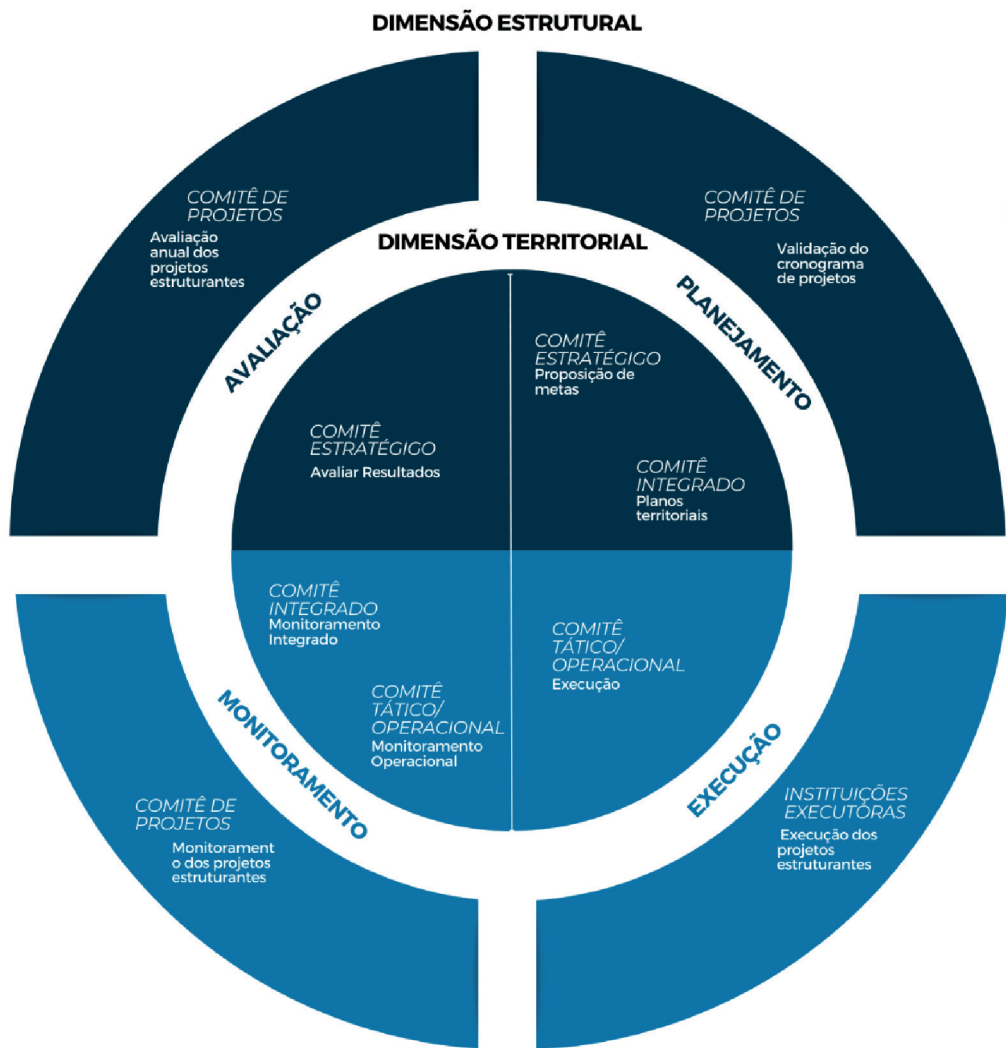 DIMENSÃO ESTRUTURAL
COMITÊ DE
PROJETOS
Avaliação
anual dos
projetos
estruturantes
COMITÊ DE
PROJETOS
Validação do
cronograma
de projetos
DIMENSÃO TERRITORIAL
AVALIAÇÃO
PLANEJAMENTO
COMITÊ
ESTRATÉGIGO
Proposição de
metas
COMITÊ
ESTRATÉGIGO
Avaliar Resultados
COMITÊ
INTEGRADO
Planos
territoriais
COMITÊ
INTEGRADO
Monitoramento
Integrado
COMITÊ
TÁTICO/
OPERACIONAL
Execução
COMITÊ
TÁTICO/
OPERACIONAL
Monitoramento
Operacional
MONITORAMENTO
EXECUÇÃO
COMITÊ DE
PROJETOS
Monitorament
o dos projetos
estruturantes
INSTITUIÇÕES
EXECUTORAS
Execução dos
projetos
estruturantes